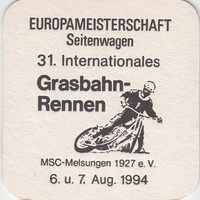 EUROPAMEISTERSCHAFT
Seitenwagen
31. Internationales
Grasbahn-
Rennen
MSC-Melsungen 1927 e. V.
6. u. 7. Aug. 1994